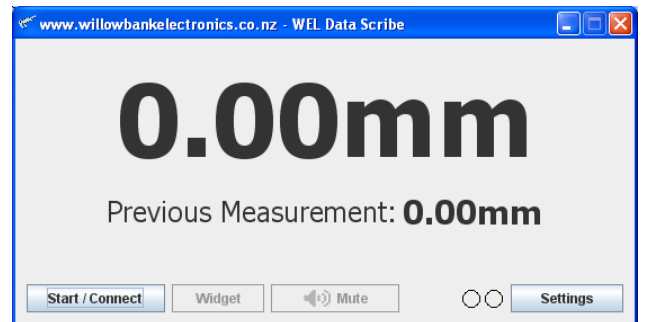 www.willowbankelectronics.co.nz - WEL Data Scribe
0.00mm
Previous Measurement: 0.00mm
Start / Connect Widget Mute Settings